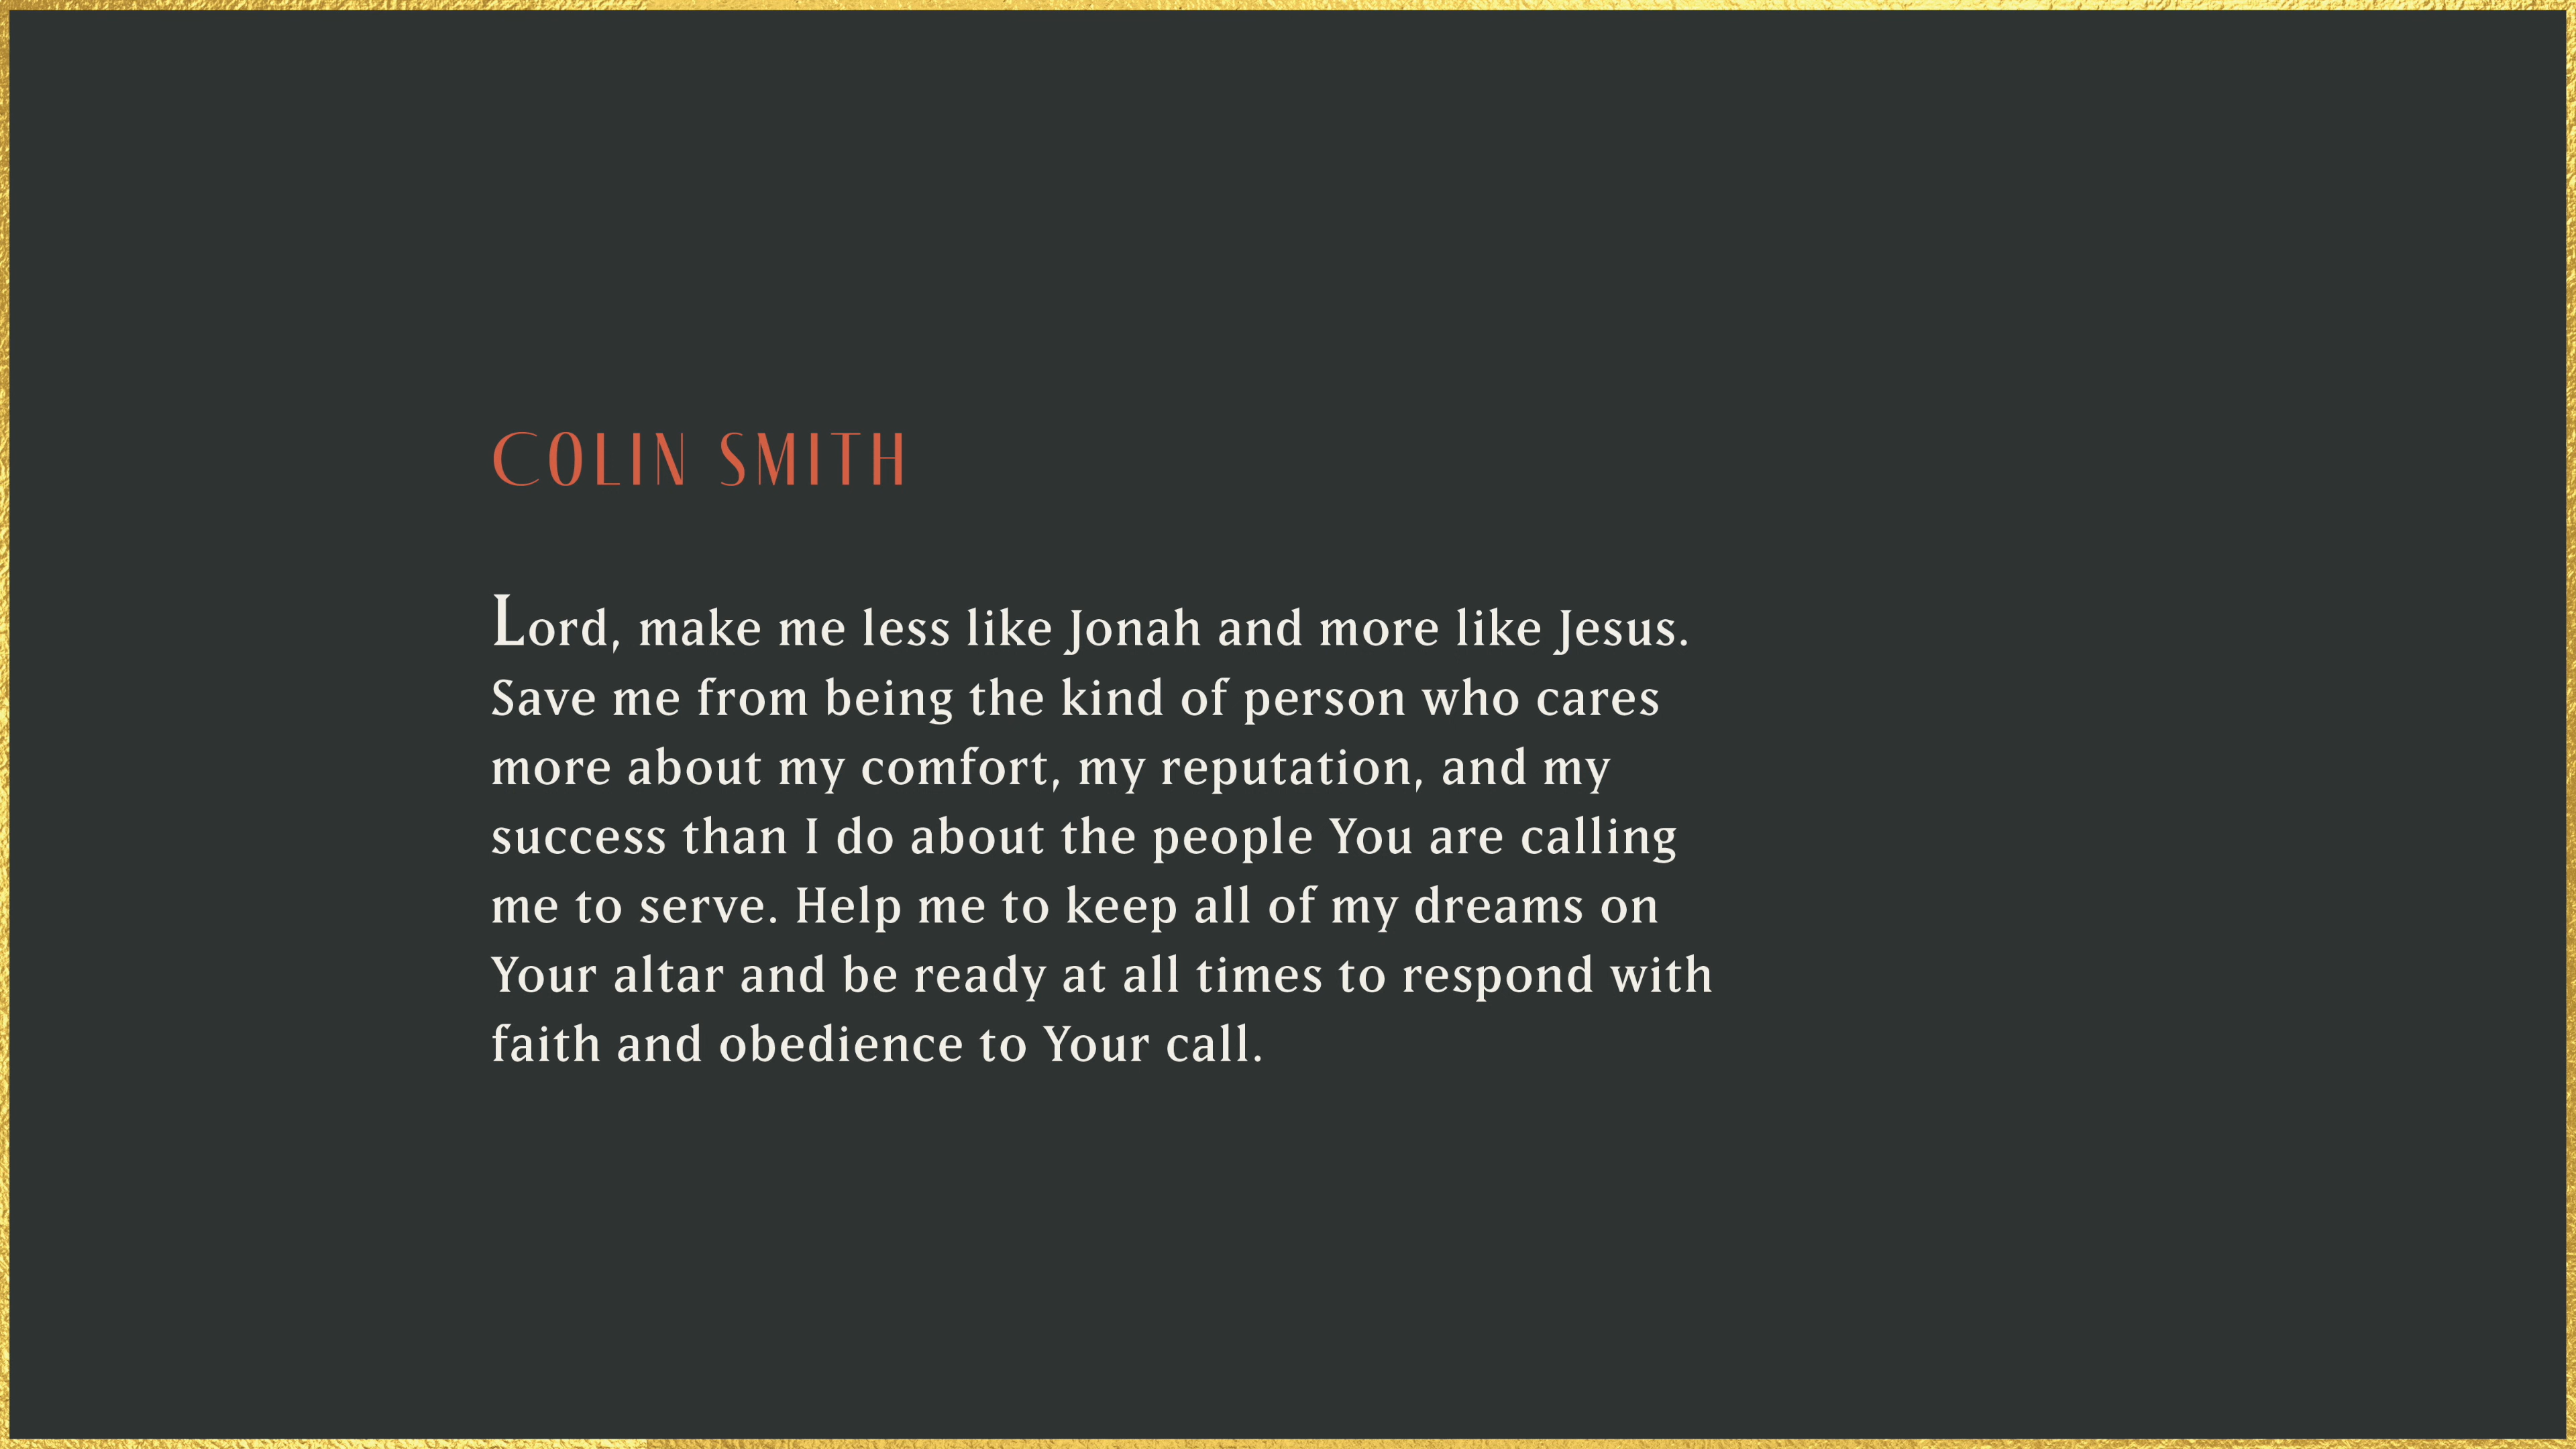 COLIN SMITH
Lord, make me less like Jonah and more like Jesus.
Save me from being the kind of person who cares
more about my comfort, my reputation, and my
success than I do about the people You are calling
me to serve. Help me to keep all of my dreams on
Your altar and be ready at all times to respond with
faith and obedience to Your call.